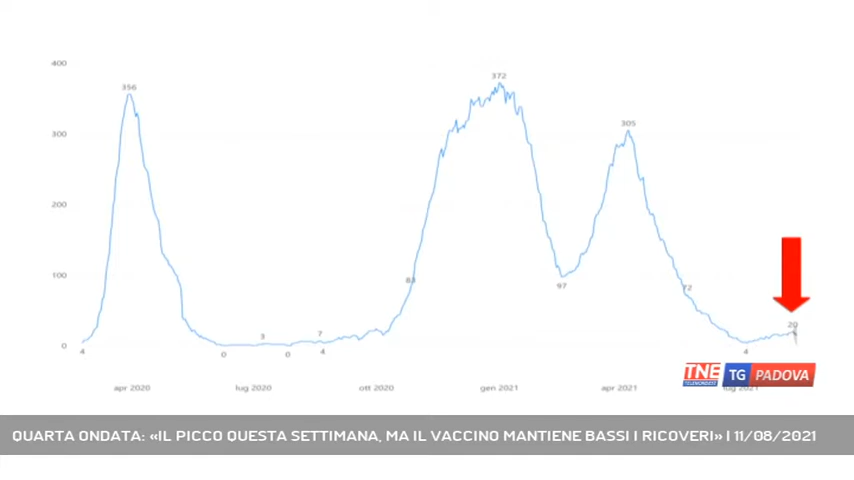 400
356
372
300
305
200
100
83
97
72
20
0
4
0
3
0
7
4
4
apr 2020
lug 2020
ott 2020
gen 2021
apr 2021
lug 2021
TNE
TELENORDEST
TG PADOVA
QUARTA ONDATA: «IL PICCO QUESTA SETTIMANA, MA IL VACCINO MANTIENE BASSI I RICOVERI» | 11/08/2021